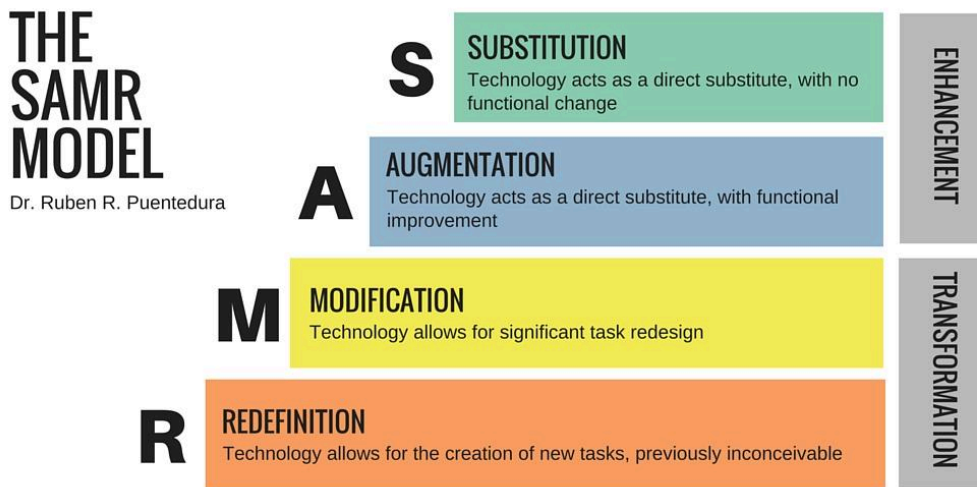 THE
SAMR
MODEL
Dr. Ruben R. Puentedura
S
SUBSTITUTION
Technology acts as a direct substitute, with no
functional change
A
AUGMENTATION
Technology acts as a direct substitute, with functional
improvement
ENHANCEMENT
M
MODIFICATION
Technology allows for significant task redesign
R
REDEFINITION
Technology allows for the creation of new tasks, previously inconceivable
TRANSFORMATION